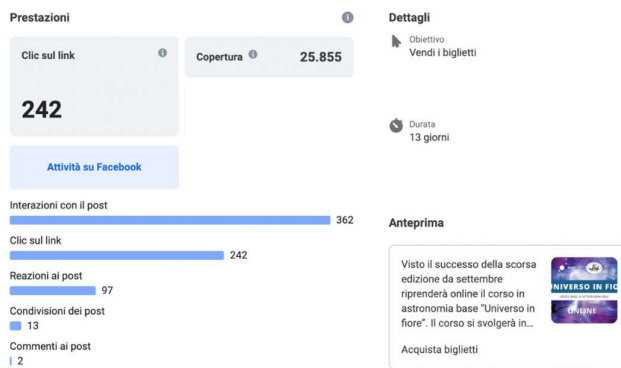 Prestazioni
Clic sul link
242
Copertura
25.855
Attività su Facebook
Interazioni con il post
362
Clic sul link
242
Reazioni ai post
97
Condivisioni dei post
13
Commenti ai post
2
Dettagli
Obiettivo
Vendi i biglietti
Durata
13 giorni
Anteprima
Visto il successo della scorsa
edizione da settembre
riprenderà online il corso in
astronomia base "Universo in
fiore". Il corso si svolgerà in...
Acquista biglietti
UNIVERSO IN FIO
ONLINE